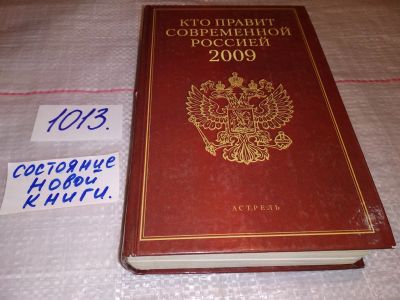 КТО ПРАВИТ
СОВРЕМЕННОЙ
РОССИЕЙ
2009
АСТРЕЛЬ
1013.
состояние
новой
книги.